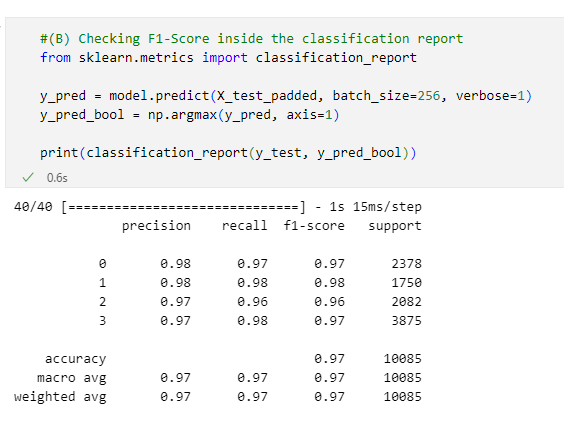 #(B) Checking F1-Score inside the classification report
from sklearn.metrics import classification_report
y_pred = model.predict(X_test_padded, batch_size=256, verbose=1)
y_pred_bool = np.argmax(y_pred, axis=1)
print(classification_report(y_test, y_pred_bool))
✓ 0.6s
40/40 [==============================] - 1s 15ms/step
precision recall f1-score support
0 0.98 0.97 0.97 2378
1 0.98 0.98 0.98 1750
2 0.97 0.96 0.96 2082
3 0.97 0.98 0.97 3875
accuracy 0.97 10085
macro avg 0.97 0.97 0.97 10085
weighted avg 0.97 0.97 0.97 10085